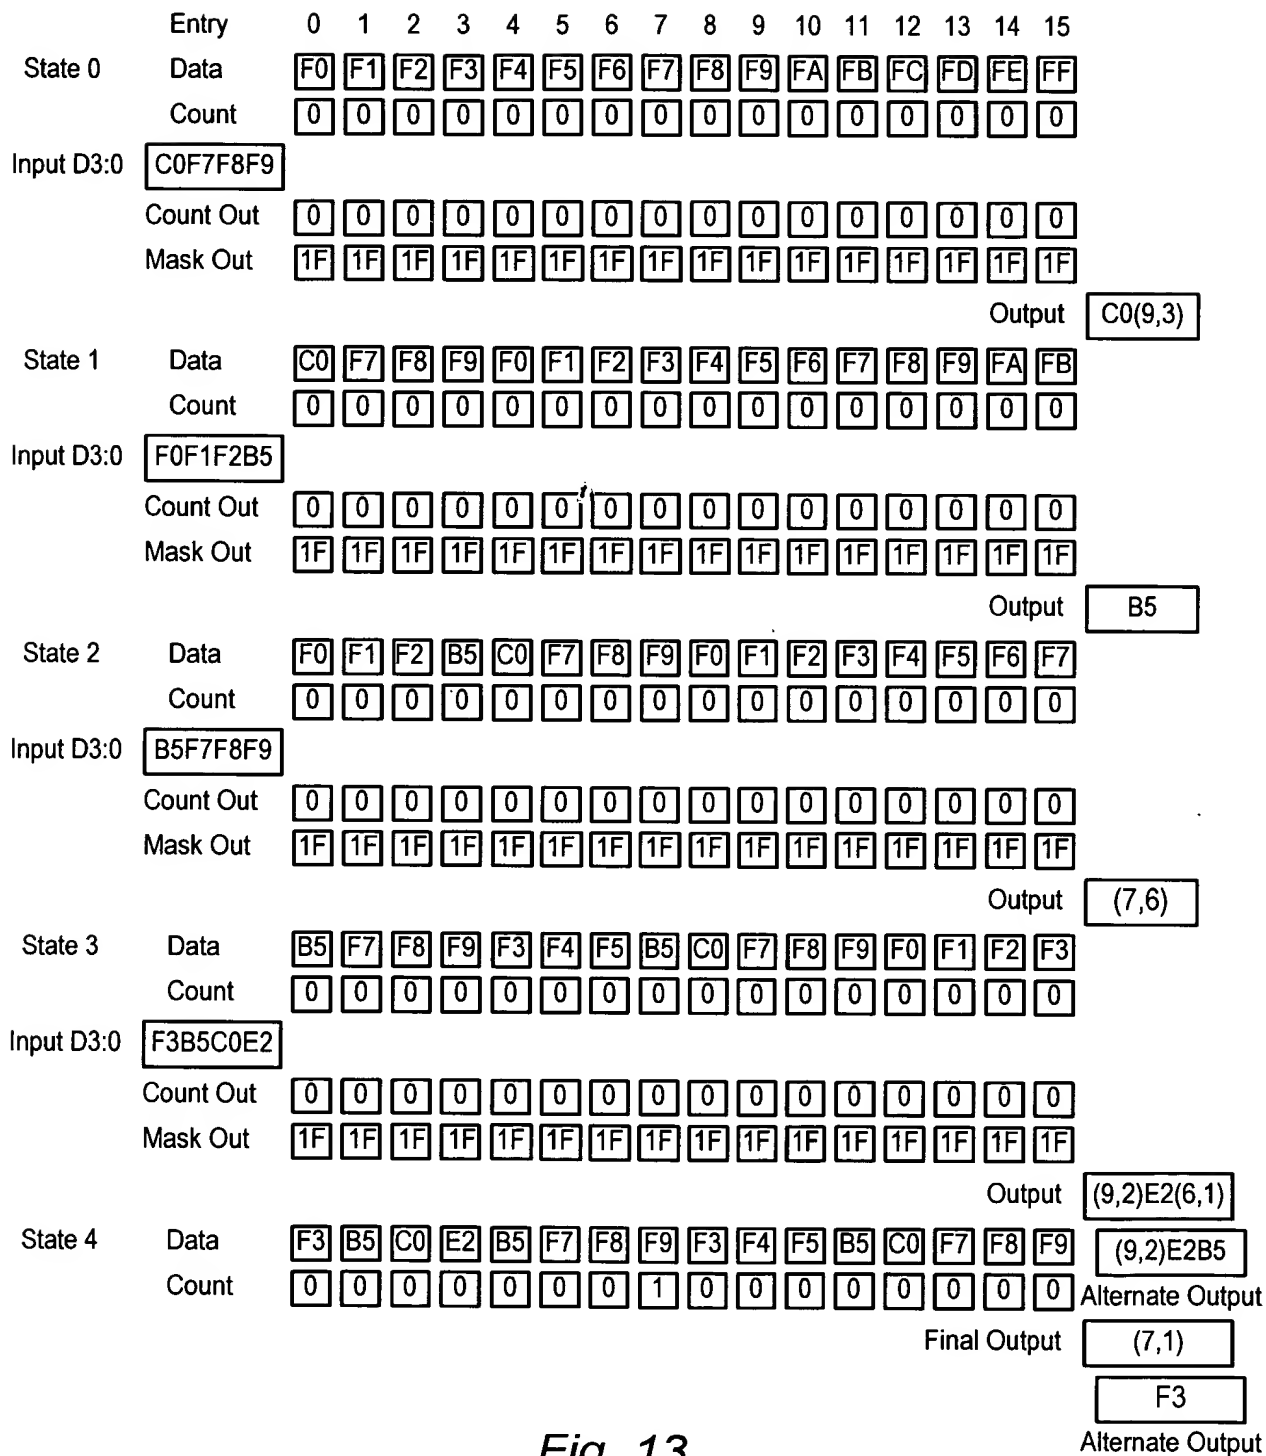 Entry 0 1 2 3 4 5 6 7 8 9 10 11 12 13 14 15
State 0 Data F0 F1 F2 F3 F4 F5 F6 F7 F8 F9 FA FB FC FD FE FF
Count 0 0 0 0 0 0 0 0 0 0 0 0 0 0 0 0
Input D3:0 C0F7F8F9
Count Out 0 0 0 0 0 0 0 0 0 0 0 0 0 0 0 0
Mask Out 1F 1F 1F 1F 1F 1F 1F 1F 1F 1F 1F 1F 1F 1F 1F 1F
Output C0(9,3)
State 1 Data C0 F7 F8 F9 F0 F1 F2 F3 F4 F5 F6 F7 F8 F9 FA FB
Count 0 0 0 0 0 0 0 0 0 0 0 0 0 0 0 0
Input D3:0 F0F1F2B5
Count Out 0 0 0 0 0 0 0 0 0 0 0 0 0 0 0 0
Mask Out 1F 1F 1F 1F 1F 1F 1F 1F 1F 1F 1F 1F 1F 1F 1F 1F
Output B5
State 2 Data F0 F1 F2 B5 C0 F7 F8 F9 F0 F1 F2 F3 F4 F5 F6 F7
Count 0 0 0 0 0 0 0 0 0 0 0 0 0 0 0 0
Input D3:0 B5F7F8F9
Count Out 0 0 0 0 0 0 0 0 0 0 0 0 0 0 0 0
Mask Out 1F 1F 1F 1F 1F 1F 1F 1F 1F 1F 1F 1F 1F 1F 1F 1F
Output (7,6)
State 3 Data B5 F7 F8 F9 F3 F4 F5 B5 C0 F7 F8 F9 F0 F1 F2 F3
Count 0 0 0 0 0 0 0 0 0 0 0 0 0 0 0 0
Input D3:0 F3B5C0E2
Count Out 0 0 0 0 0 0 0 0 0 0 0 0 0 0 0 0
Mask Out 1F 1F 1F 1F 1F 1F 1F 1F 1F 1F 1F 1F 1F 1F 1F 1F
Output (9,2)E2(6,1)
State 4 Data F3 B5 C0 E2 B5 F7 F8 F9 F3 F4 F5 B5 C0 F7 F8 F9 (9,2)E2B5
Count 0 0 0 0 0 0 0 1 0 0 0 0 0 0 0 0 Alternate Output
Final Output (7,1)
F3
Alternate Output
Fig. 13